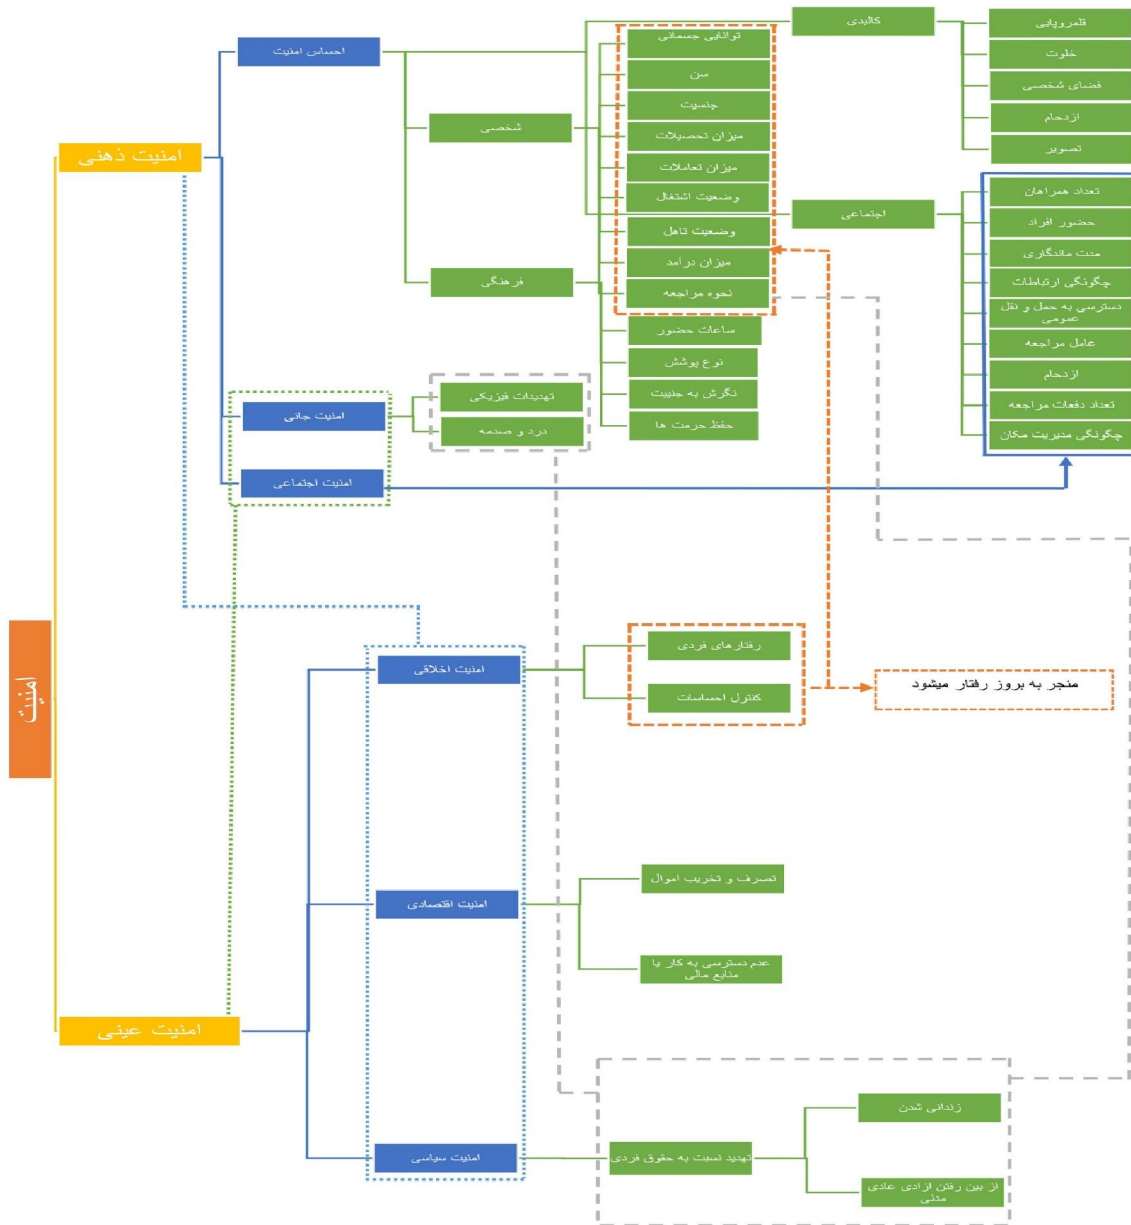 امنیت
امنیت ذهنی
احساس امنیت
کالبدی
قلمروپایی
خلوت
فضای شخصی
ازدحام
تصویر
شخصی
توانایی جسمانی
سن
جنسیت
میزان تحصیلات
میزان تعاملات
وضعیت اشتغال
وضعیت تاهل
میزان درآمد
نحوه مراجعه
اجتماعی
تعداد همراهان
حضور افراد
مدت ماندگاری
چگونگی ارتباطات
دسترسی به حمل و نقل
عمومی
عامل مراجعه
ازدحام
تعداد دفعات مراجعه
چگونگی مدیریت مکان
فرهنگی
ساعات حضور
نوع پوشش
نگرش به جنیبت
حفظ حرمت ها
امنیت جانی
تهدیدات فیزیکی
درد و صدمه
امنیت اجتماعی
امنیت عینی
امنیت اخلاقی
رفتارهای فردی
کنترل احساسات
منجر به بروز رفتار میشود
امنیت اقتصادی
تصرف و تخریب اموال
عدم دسترسی به کار یا
منابع مالی
امنیت سیاسی
تهدید نسبت به حقوق فردی
زندانی شدن
از بین رفتن ازادی عادی
مدنی